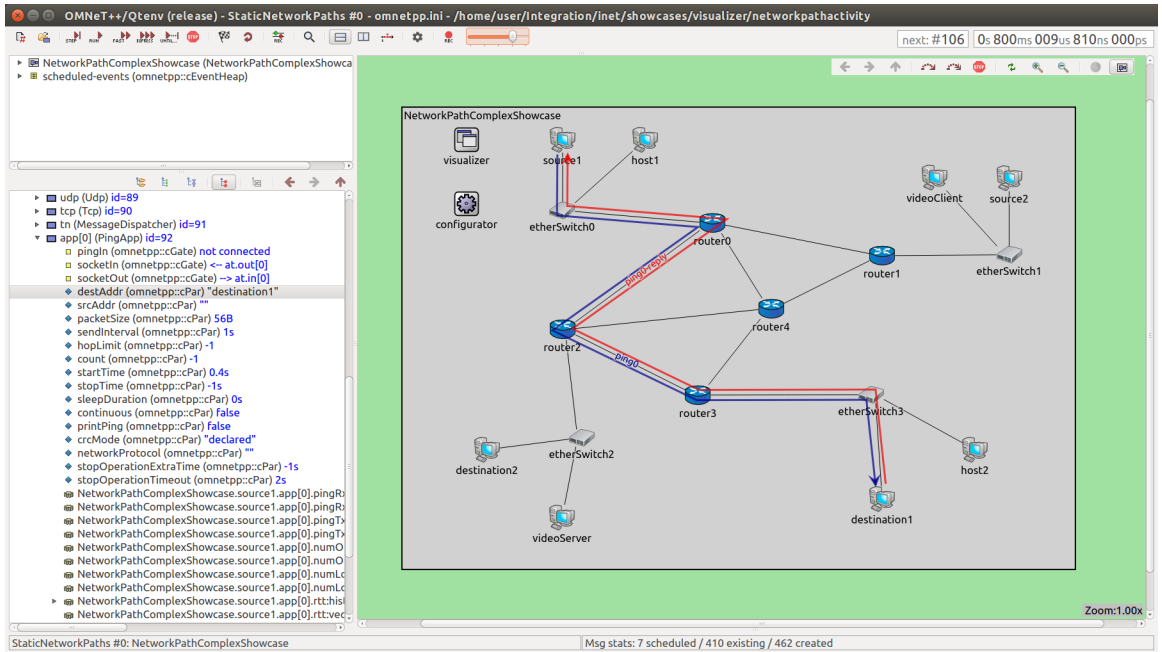 OMNeT++/Qtenv (release) - StaticNetworkPaths #0 - omnetpp.ini - /home/user/Integration/inet/showcases/visualizer/networkpathactivity
STEP RUN FAST EXPRESS UNTIL... STOP REC REC next: #106 0s 800ms 009us 810ns 000ps
NetworkPathComplexShowcase (NetworkPathComplexShowca
scheduled-events (omnetpp::cEventHeap)
udp (Udp) id=89
tcp (Tcp) id=90
tn (MessageDispatcher) id=91
app[0] (PingApp) id=92
pingIn (omnetpp::cGate) not connected
socketIn (omnetpp::cGate) <-- at.out[0]
socketOut (omnetpp::cGate) --> at.in[0]
destAddr (omnetpp::cPar) "destination1"
srcAddr (omnetpp::cPar) ""
packetSize (omnetpp::cPar) 56B
sendInterval (omnetpp::cPar) 1s
hopLimit (omnetpp::cPar) -1
count (omnetpp::cPar) -1
startTime (omnetpp::cPar) 0.4s
stopTime (omnetpp::cPar) -1s
sleepDuration (omnetpp::cPar) 0s
continuous (omnetpp::cPar) false
printPing (omnetpp::cPar) false
crcMode (omnetpp::cPar) "declared"
networkProtocol (omnetpp::cPar) ""
stopOperationExtraTime (omnetpp::cPar) -1s
stopOperationTimeout (omnetpp::cPar) 2s
NetworkPathComplexShowcase.source1.app[0].pingRx
NetworkPathComplexShowcase.source1.app[0].pingRx
NetworkPathComplexShowcase.source1.app[0].pingTx
NetworkPathComplexShowcase.source1.app[0].pingTx
NetworkPathComplexShowcase.source1.app[0].numO
NetworkPathComplexShowcase.source1.app[0].numO
NetworkPathComplexShowcase.source1.app[0].numLo
NetworkPathComplexShowcase.source1.app[0].numLo
NetworkPathComplexShowcase.source1.app[0].rtt:hist
NetworkPathComplexShowcase.source1.app[0].rtt:vec
STOP
NetworkPathComplexShowcase
visualizer
source1
host1
configurator
etherSwitch0
router0
videoClient
source2
router1
etherSwitch1
ping0-reply
router4
router2
ping0
router3
etherSwitch3
etherSwitch2
destination2
host2
destination1
videoServer
Zoom:1.00x
StaticNetworkPaths #0: NetworkPathComplexShowcase
Msg stats: 7 scheduled / 410 existing / 462 created